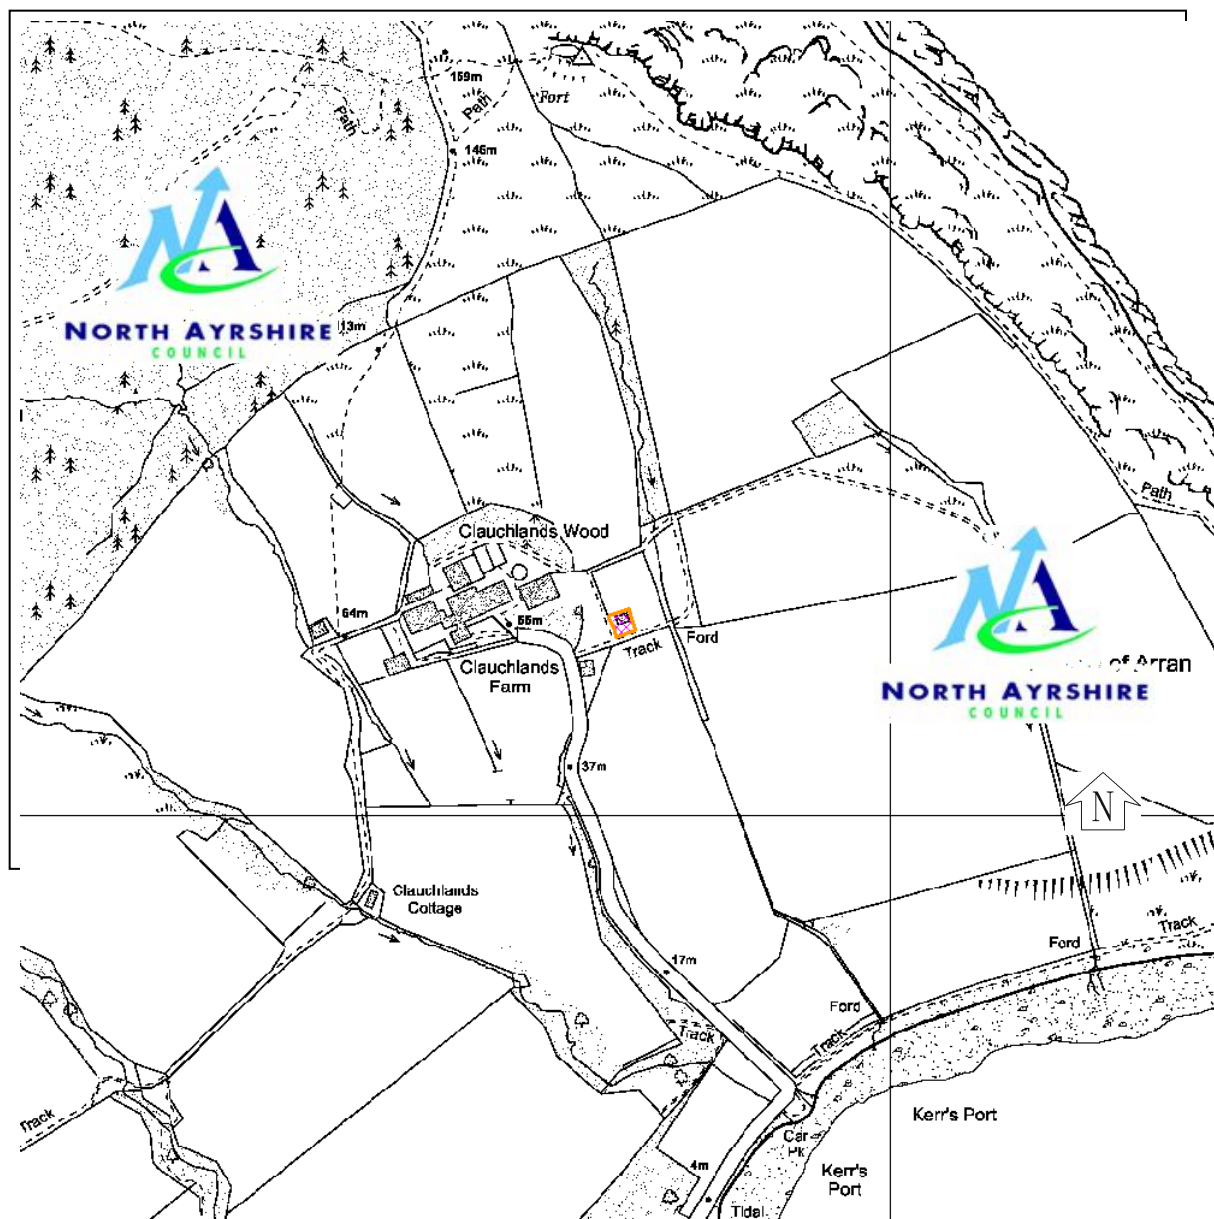 159m
Path
Fort
Path
146m
NA
NORTH AYRSHIRE
COUNCIL
13m
Path
Clauchlands Wood
64m
55m
Ford
Track
Clauchlands
Farm
NA
of Arran
NORTH AYRSHIRE
COUNCIL
37m
N
Clauchlands
Cottage
Track
Ford
17m
Ford
Track
Track
Track
Kerr's Port
Car
Pk
Kerr's
Port
4m
Tidal